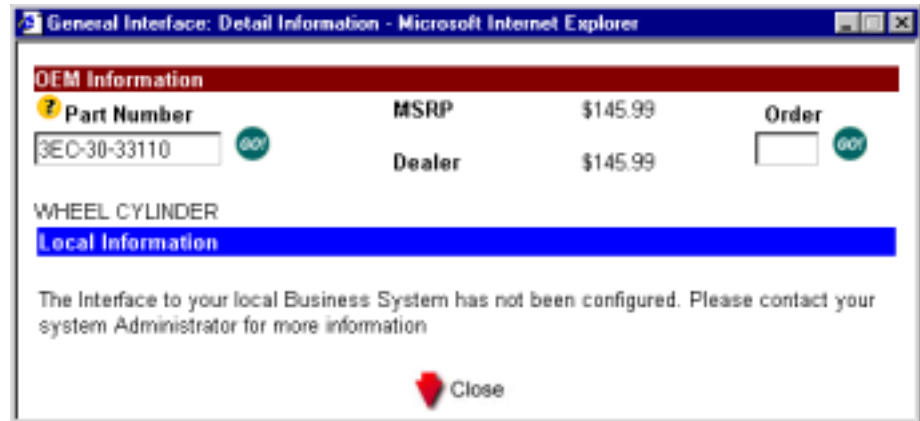 General Interface: Detail Information - Microsoft Internet Explorer
OEM Information
? Part Number MSRP $145.99 Order
3EC-30-33110 GO! Dealer $145.99 GO!
WHEEL CYLINDER
Local Information
The Interface to your local Business System has not been configured. Please contact your
system Administrator for more information
Close